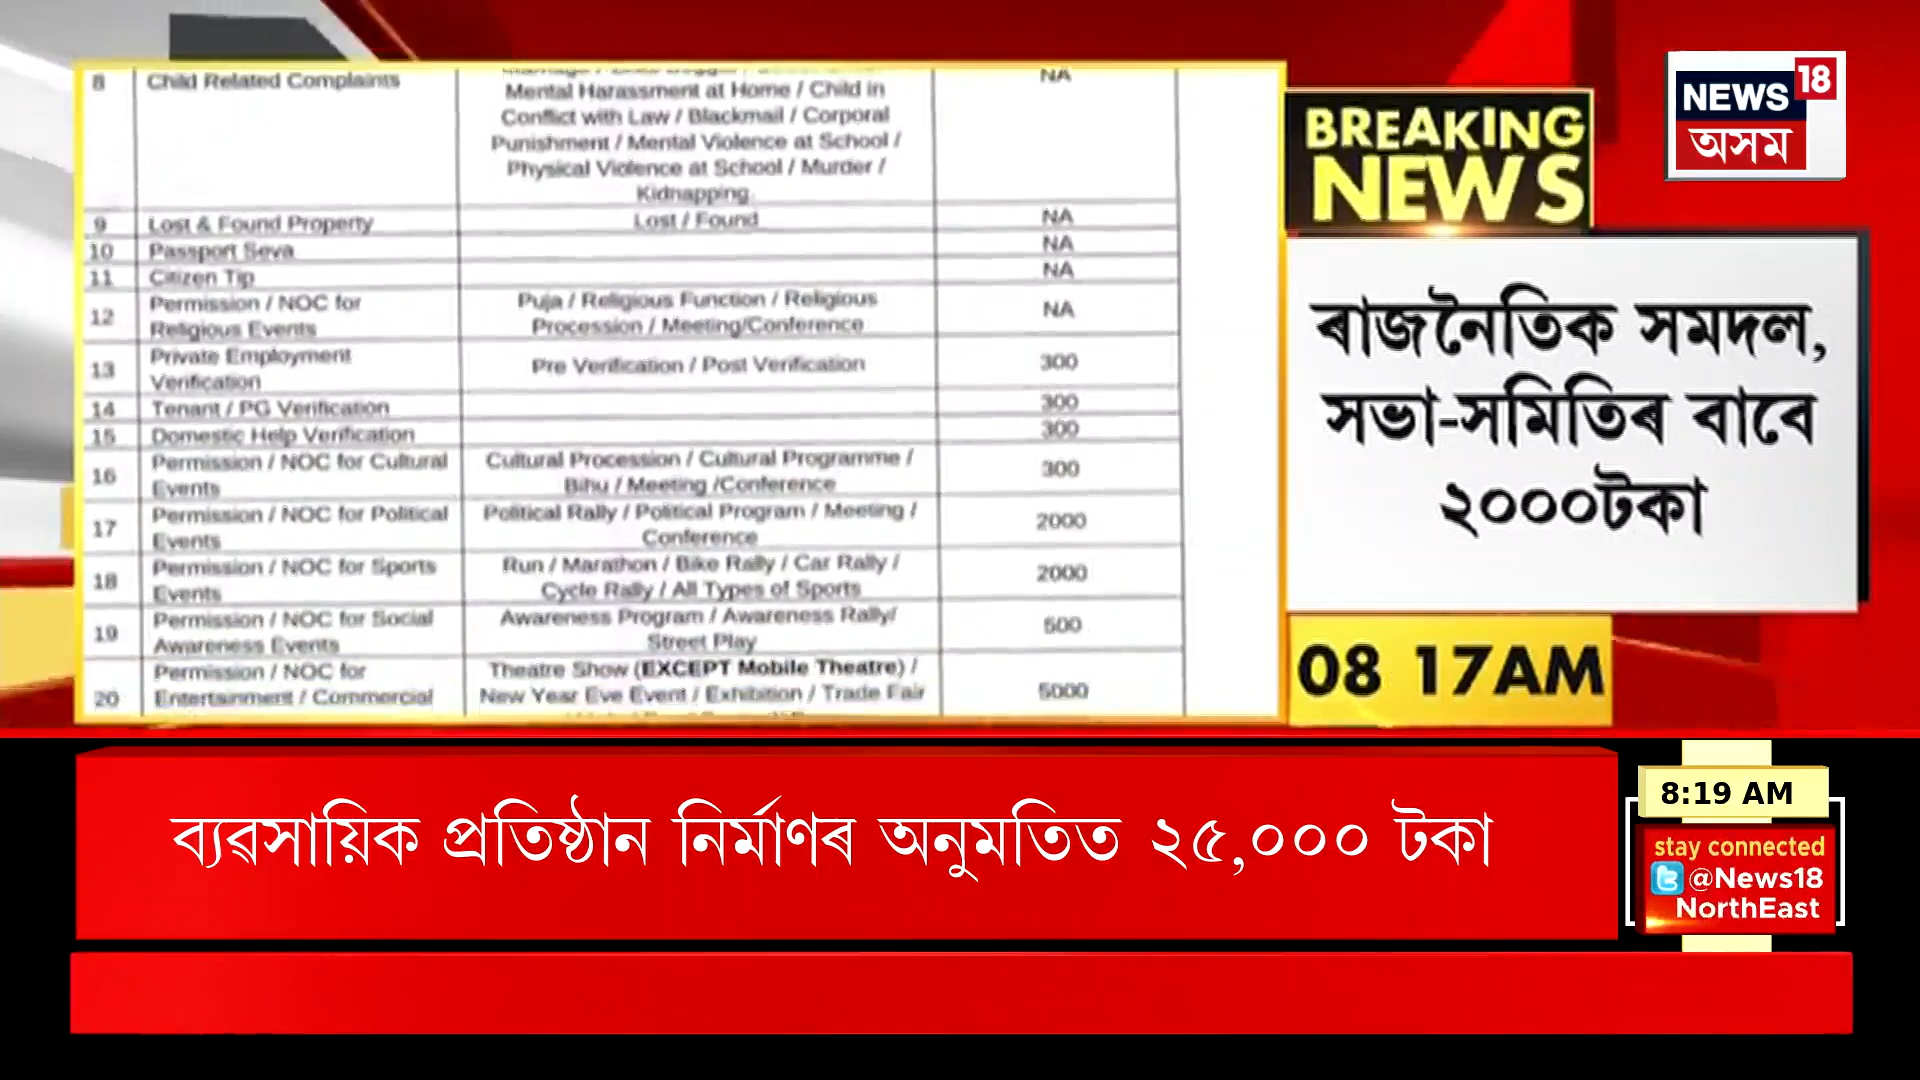 8 Child Related Complaints NA
Mental Harassment at Home / Child in
Conflict with Law / Blackmail / Corporal
Punishment / Mental Violence at School /
Physical Violence at School / Murder /
Kidnapping
9 Lost & Found Property Lost / Found NA
10 Passport Seva NA
11 Citizen Tip NA
12 Permission / NOC for Puja / Religious Function / Religious NA
Religious Events Procession / Meeting/Conference
13 Private Employment Pre Verification / Post Verification 300
Verification
14 Tenant / PG Verification 300
15 Domestic Help Verification 300
16 Permission / NOC for Cultural Cultural Procession / Cultural Programme / 300
Events Bihu / Meeting /Conference
17 Permission / NOC for Political Political Rally / Political Program / Meeting / 2000
Events Conference
18 Permission / NOC for Sports Run / Marathon / Bike Rally / Car Rally / 2000
Events Cycle Rally / All Types of Sports
19 Permission / NOC for Social Awareness Program / Awareness Rally/ 500
Awareness Events Street Play
20 Permission / NOC for Theatre Show (EXCEPT Mobile Theatre) / 5000
Entertainment / Commercial New Year Eve Event / Exhibition / Trade Fair
BREAKING
NEWS
NEWS 18
অসম
ৰাজনৈতিক সমদল,
সভা-সমিতিৰ বাবে
২০০০টকা
08 17AM
ব্যৱসায়িক প্ৰতিষ্ঠান নিৰ্মাণৰ অনুমতিত ২৫,০০০ টকা
8:19 AM
stay connected
@News18
NorthEast